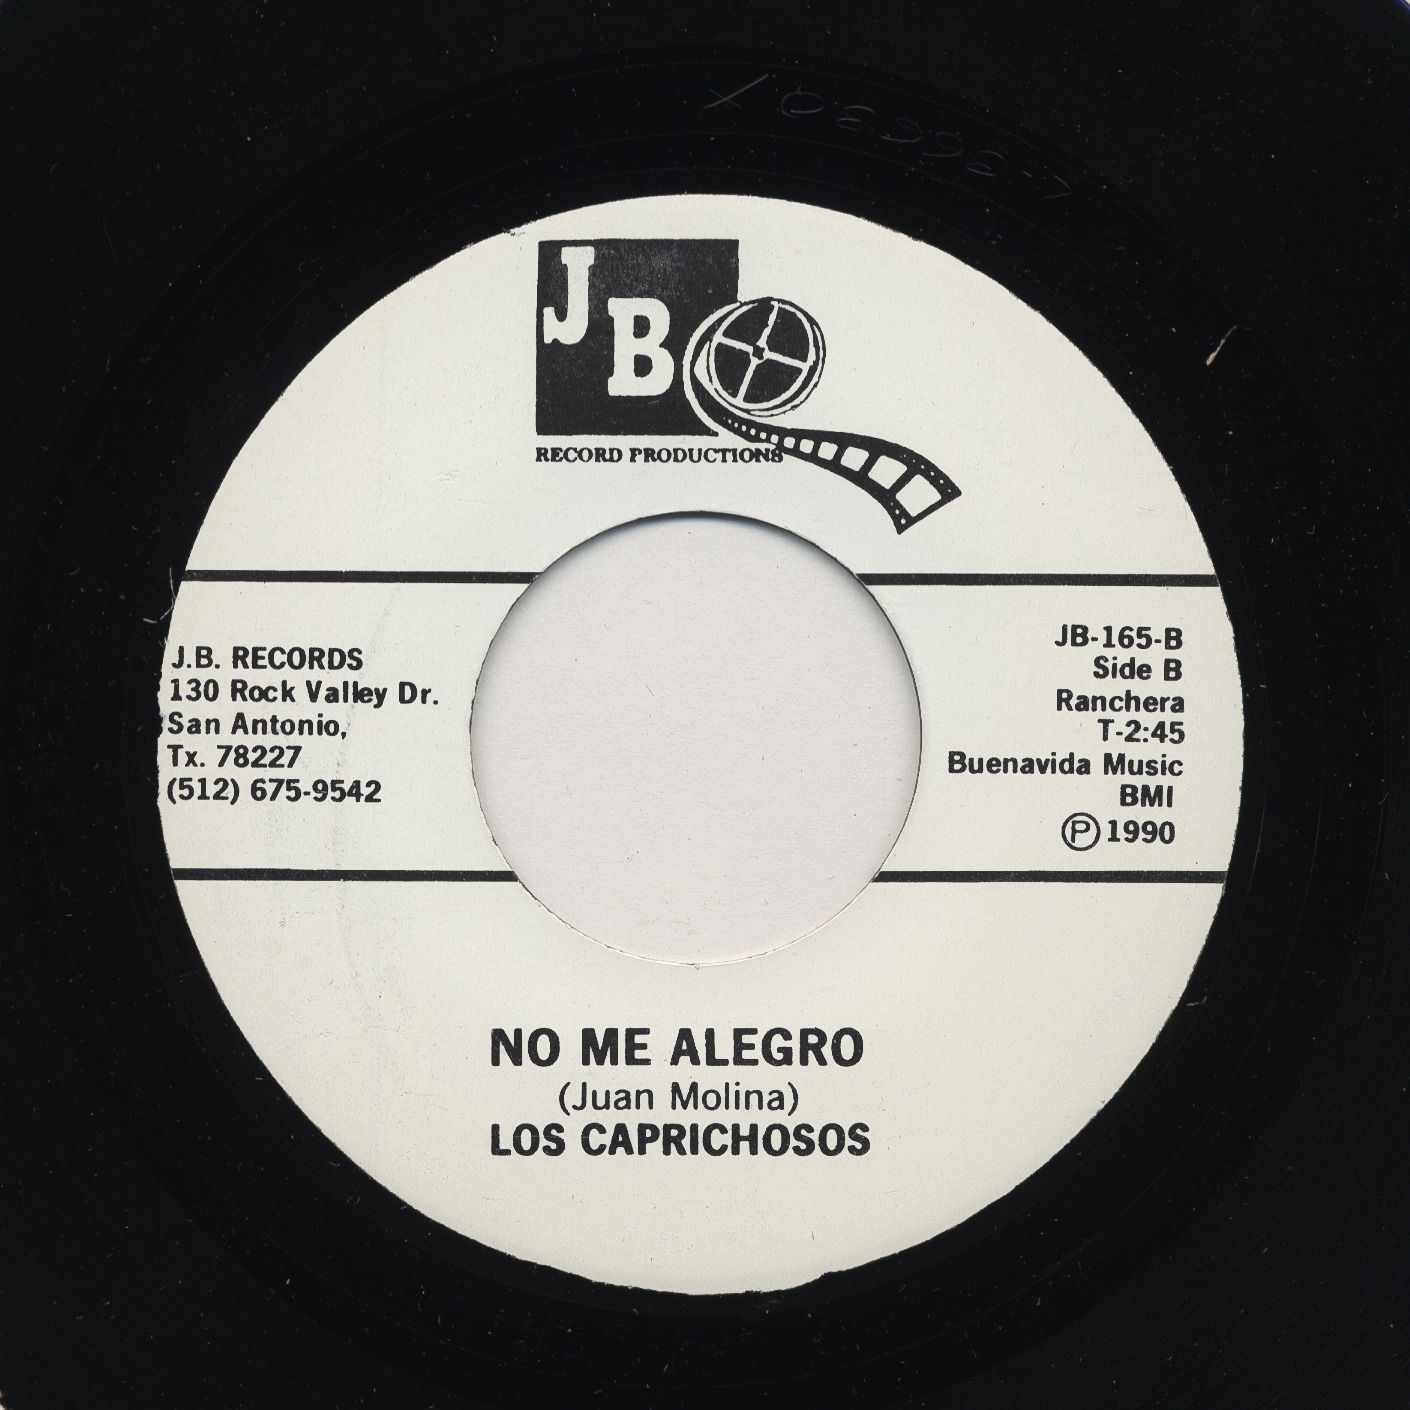 JB
RECORD PRODUCTIONS
J.B. RECORDS
130 Rock Valley Dr.
San Antonio,
Tx. 78227
(512) 675-9542
JB-165-B
Side B
Ranchera
T-2:45
Buenavida Music
BMI
Ⓟ 1990
NO ME ALEGRO
(Juan Molina)
LOS CAPRICHOSOS